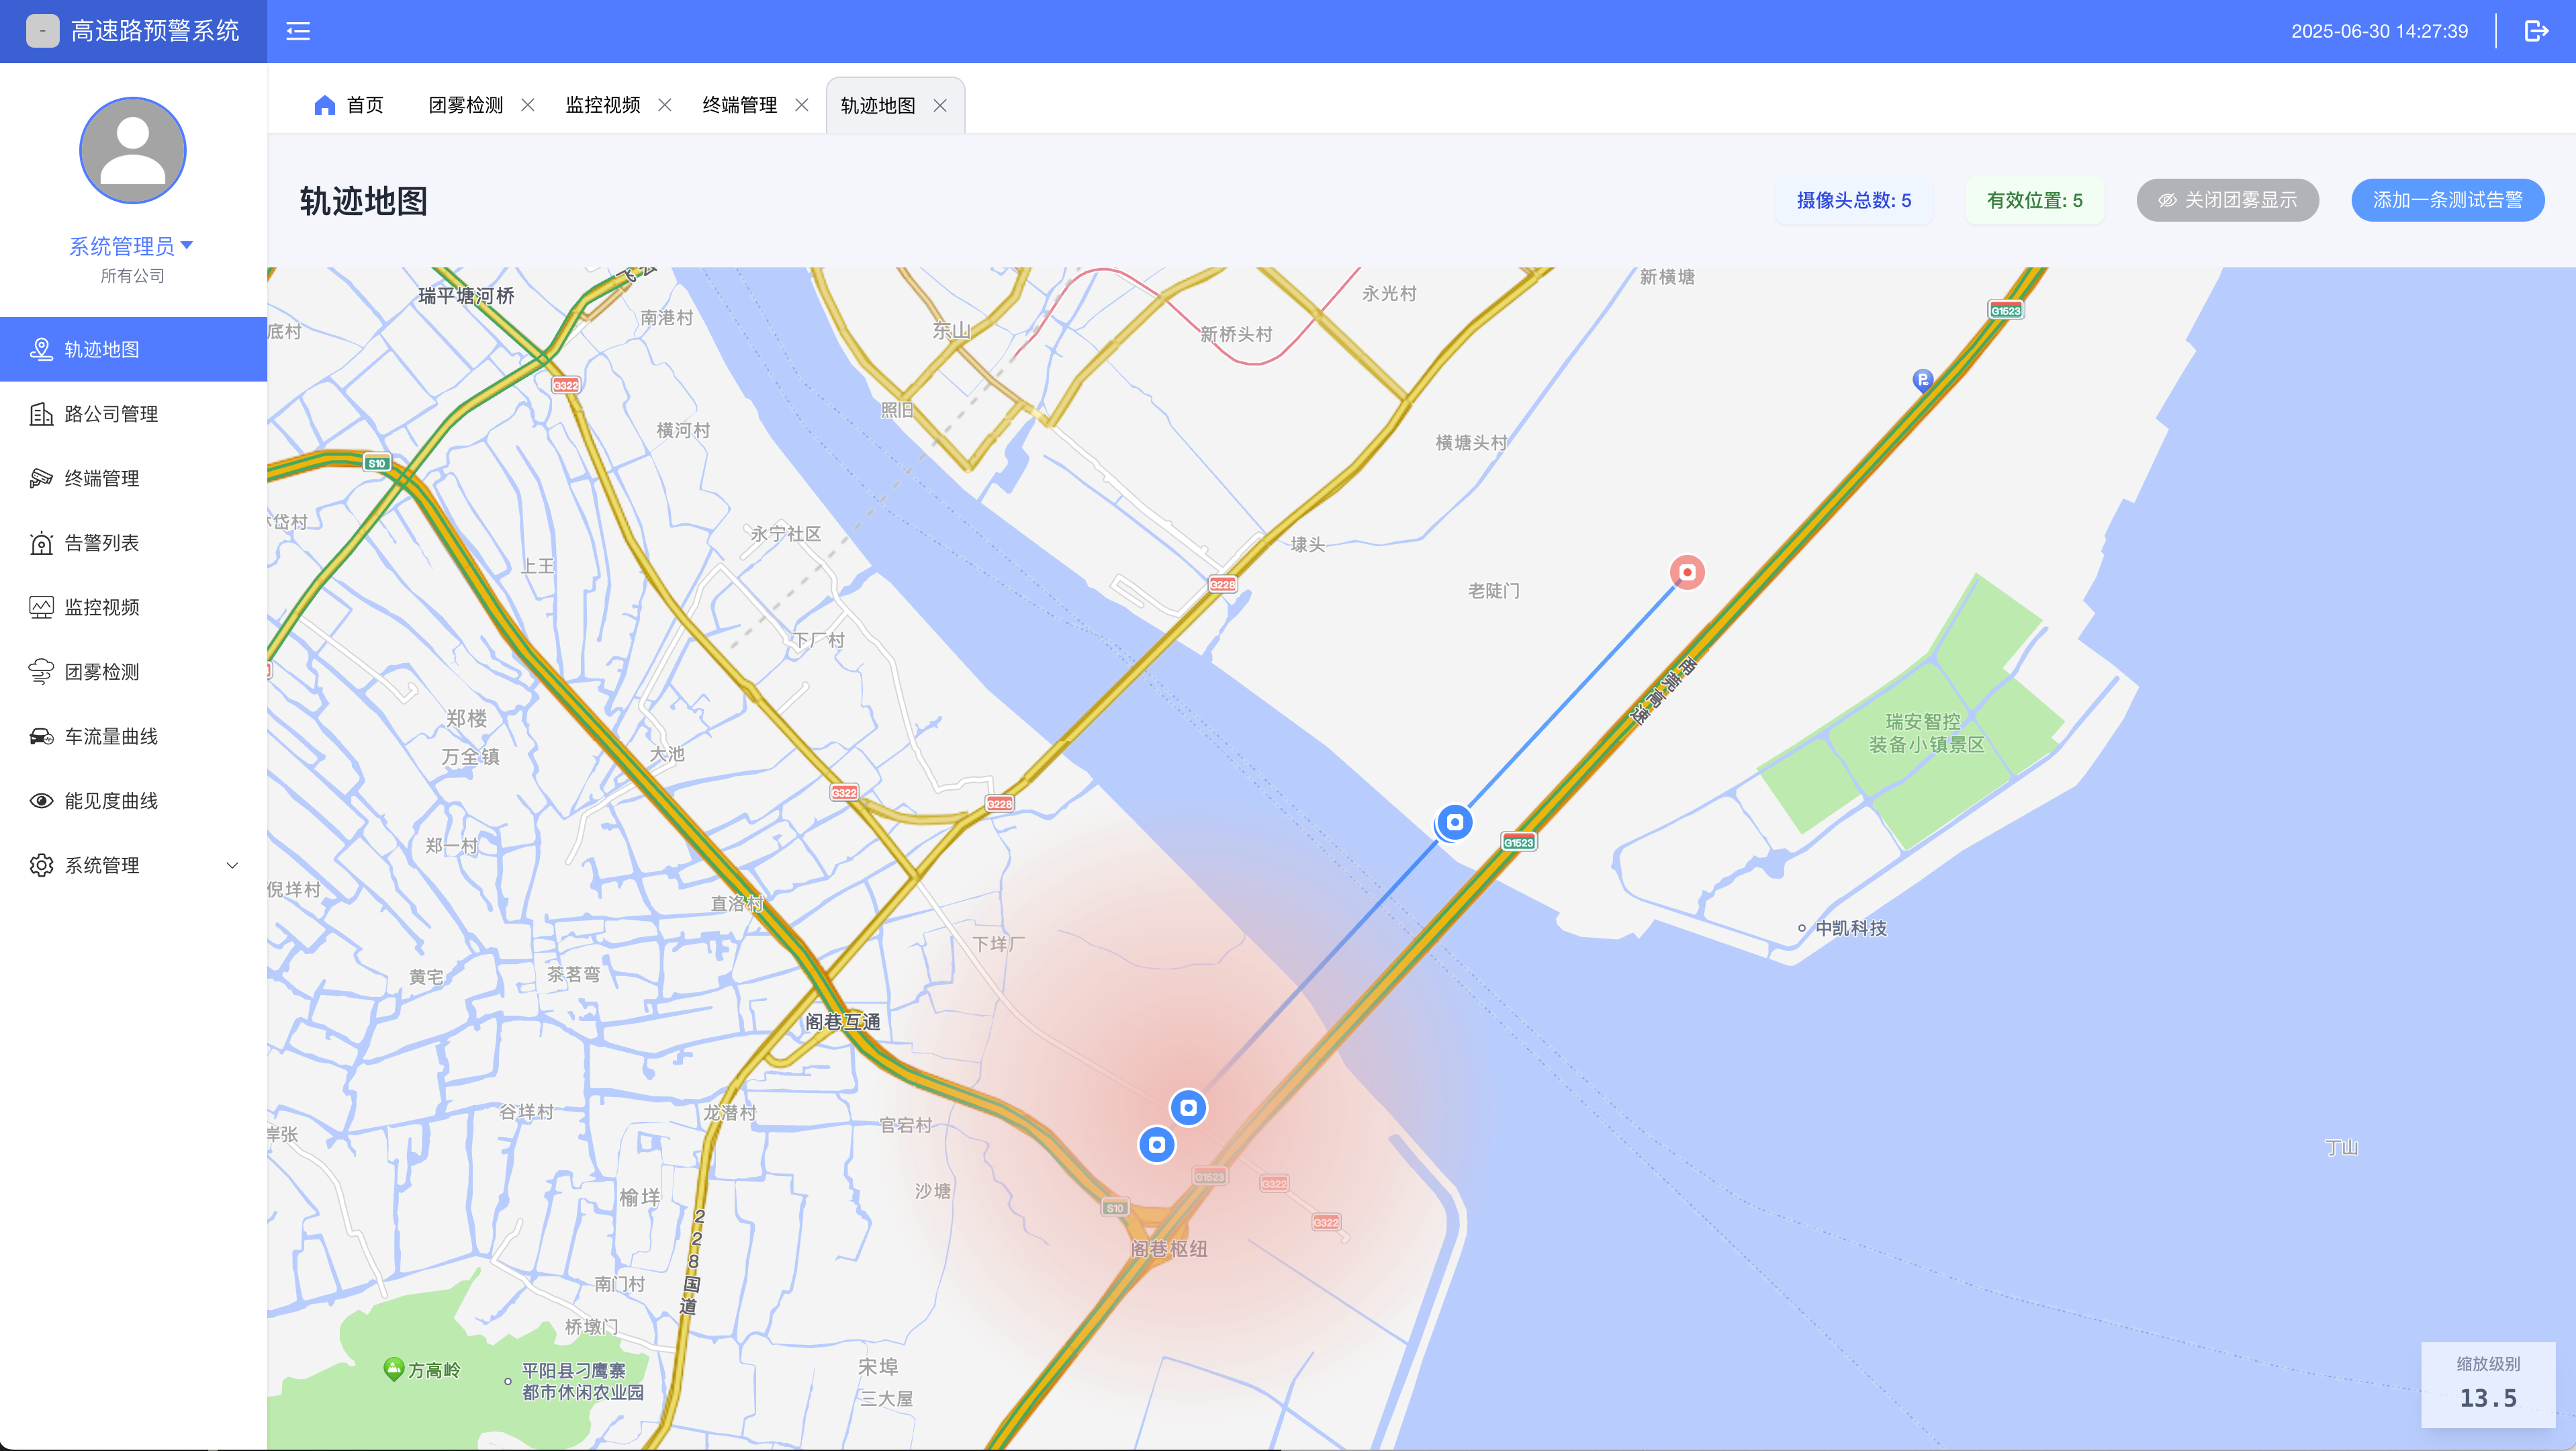 -
高速路预警系统
2025-06-30 14:27:39
首页
团雾检测
监控视频
终端管理
轨迹地图
系统管理员
所有公司
轨迹地图
路公司管理
终端管理
告警列表
监控视频
团雾检测
车流量曲线
能见度曲线
系统管理
轨迹地图
摄像头总数: 5
有效位置: 5
关闭团雾显示
添加一条测试告警
瑞平塘河桥
南港村
底村
东山
永光村
新桥头村
新横塘
G1523
G322
照旧
横河村
横塘头村
S10
岱村
永宁社区
上王
埭头
G228
老陡门
下厂村
甬莞高速
郑楼
万全镇
大池
瑞安智控
装备小镇景区
G322
G228
G1523
郑一村
倪垟村
直洛村
下垟厂
中凯科技
黄宅
茶茗弯
阁巷互通
谷垟村
龙潜村
官宕村
岸张
丁山
榆垟
沙塘
G1523
G322
S10
G322
阁巷枢纽
228国道
南门村
桥墩门
方高岭
平阳县刁鹰寨
都市休闲农业园
宋埠
三大屋
缩放级别
13.5